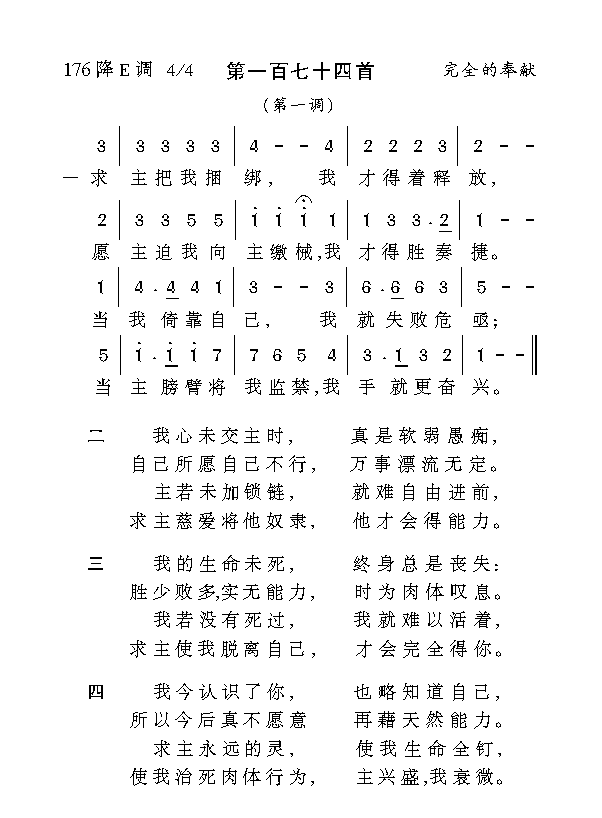 176降E调 4/4 第一百七十四首 完全的奉献
(第一调)
3 | 3 3 3 3 | 4 - - 4 | 2 2 2 3 | 2 - -
一 求 主把我捆 绑, 我 才得着释 放,
2 | 3 3 5 5 | i i i 1 | 1 3 3 . 2 | 1 - -
愿 主迫我向 主缴械,我 才得胜奏 捷。
1 | 4 . 4 4 1 | 3 - - 3 | 6 . 6 6 3 | 5 - -
当 我 倚靠自 己, 我 就失败危 亟;
5 | i . i i 7 | 7 6 5 4 | 3 . 1 3 2 | 1 - - ‖
当 主 膀臂将 我监禁,我 手就更奋 兴。
二 我心未交主时, 真是软弱愚痴,
自己所愿自己不行, 万事漂流无定。
主若未加锁链, 就难自由进前,
求主慈爱将他奴隶, 他才会得能力。
三 我的生命未死, 终身总是丧失:
胜少败多,实无能力, 时为肉体叹息。
我若没有死过, 我就难以活着,
求主使我脱离自己, 才会完全得你。
四 我今认识了你, 也略知道自己,
所以今后真不愿意 再藉天然能力。
求主永远的灵, 使我生命全钉,
使我治死肉体行为, 主兴盛,我衰微。